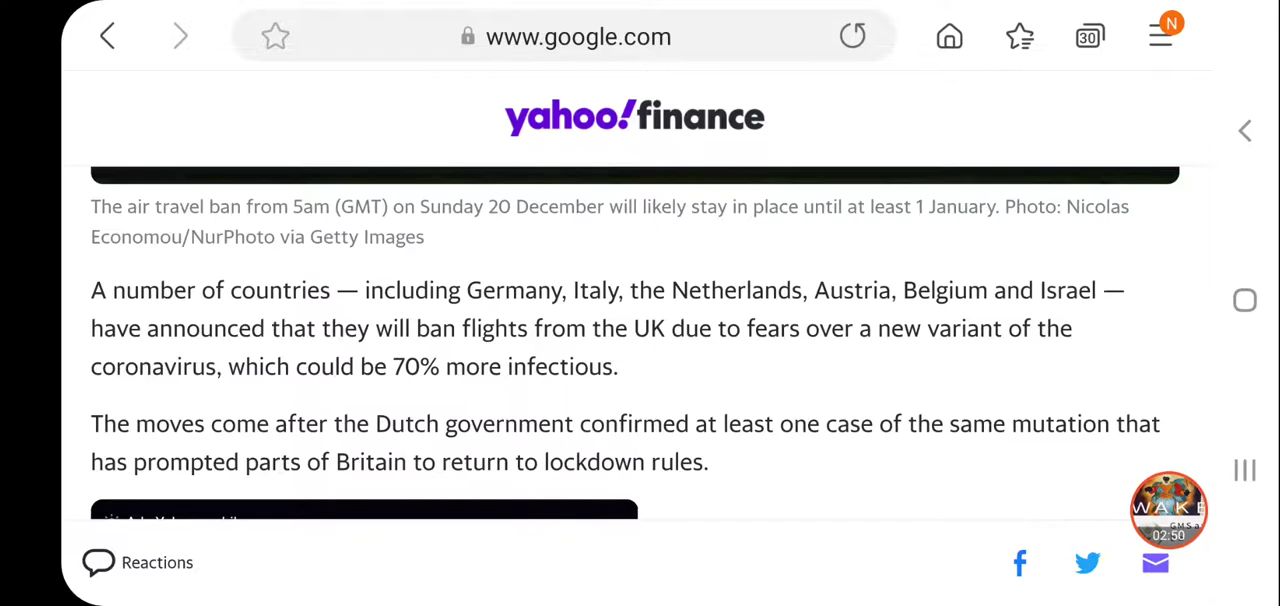 www.google.com
30
N
yahoo!finance
The air travel ban from 5am (GMT) on Sunday 20 December will likely stay in place until at least 1 January. Photo: Nicolas
Economou/NurPhoto via Getty Images
A number of countries — including Germany, Italy, the Netherlands, Austria, Belgium and Israel —
have announced that they will ban flights from the UK due to fears over a new variant of the
coronavirus, which could be 70% more infectious.
The moves come after the Dutch government confirmed at least one case of the same mutation that
has prompted parts of Britain to return to lockdown rules.
WAKE
GMS a
02:50
Reactions